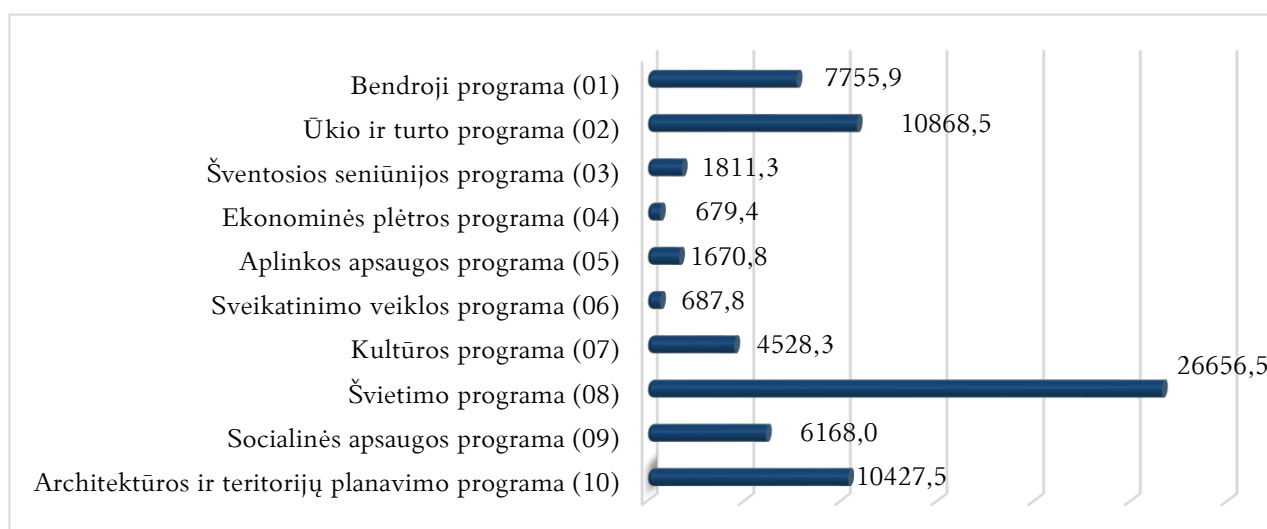 Bendroji programa (01) 7755,9
Ūkio ir turto programa (02) 10868,5
Šventosios seniūnijos programa (03) 1811,3
Ekonominės plėtros programa (04) 679,4
Aplinkos apsaugos programa (05) 1670,8
Sveikatinimo veiklos programa (06) 687,8
Kultūros programa (07) 4528,3
Švietimo programa (08) 26656,5
Socialinės apsaugos programa (09) 6168,0
Architektūros ir teritorijų planavimo programa (10) 10427,5